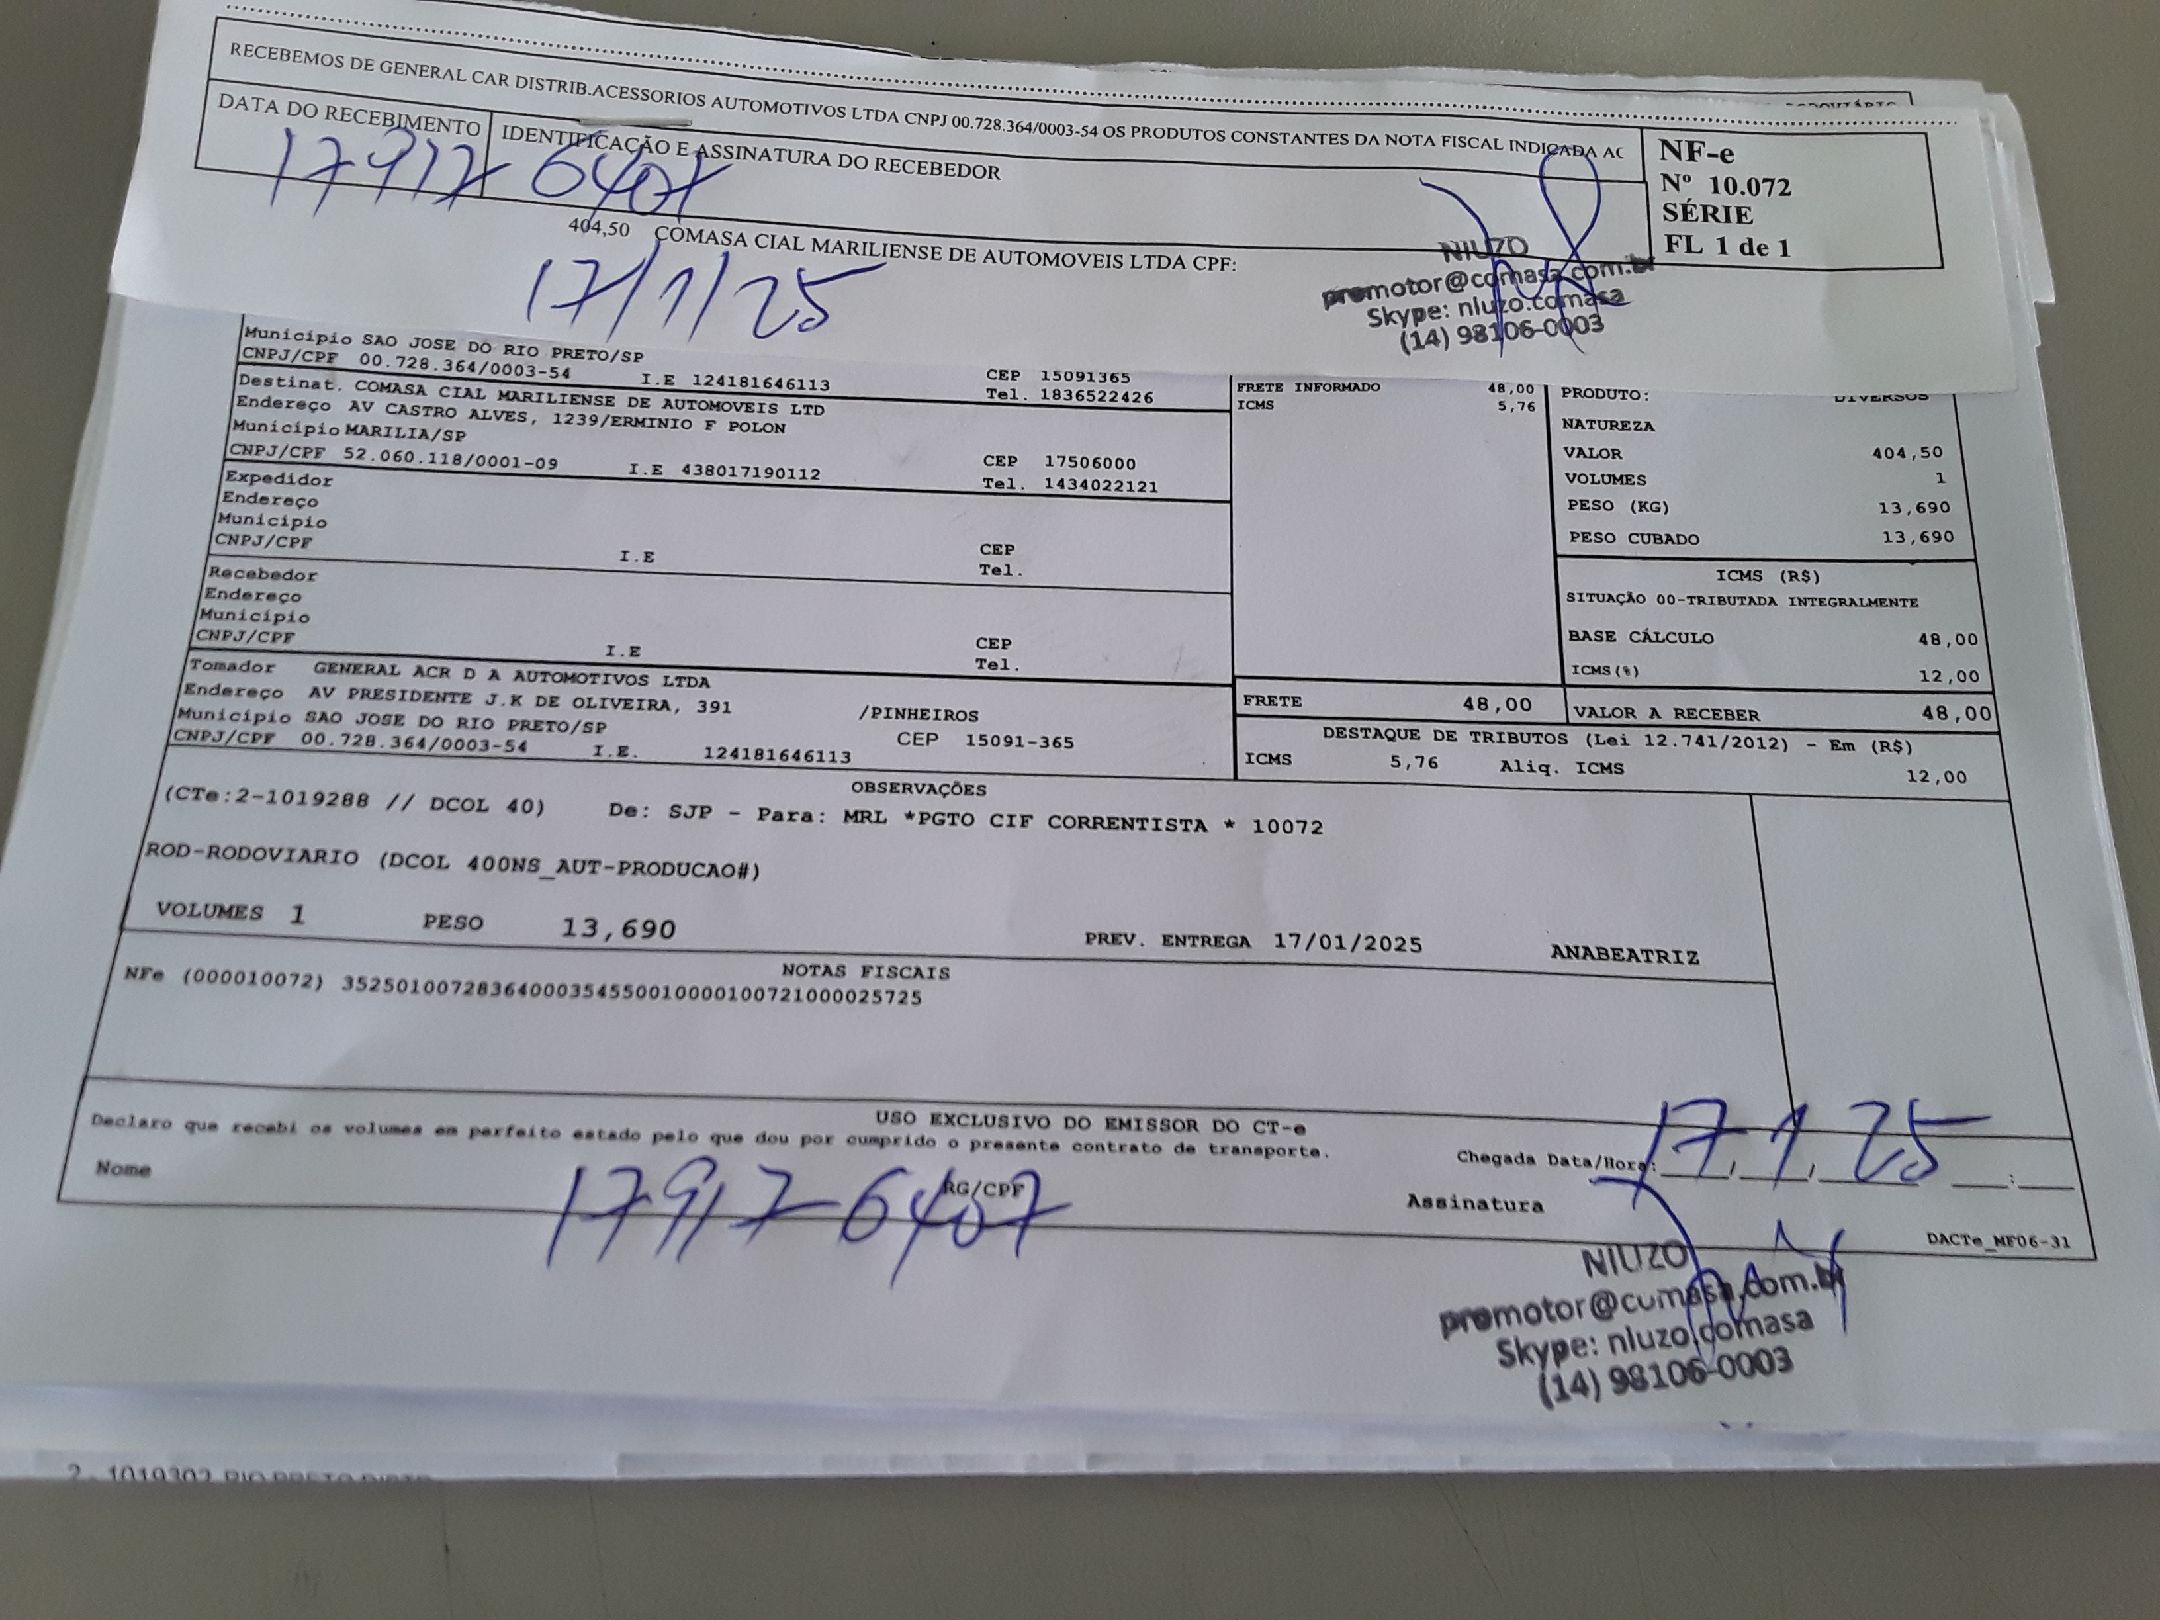 RECEBEMOS DE GENERAL CAR DISTRIB.ACESSORIOS AUTOMOTIVOS LTDA CNPJ 00.728.364/0003-54 OS PRODUTOS CONSTANTES DA NOTA FISCAL INDICADA AC
DATA DO RECEBIMENTO
IDENTIFICAÇÃO E ASSINATURA DO RECEBEDOR
NF-e
Nº 10.072
SÉRIE
FL 1 de 1
17917 6407
404,50 COMASA CIAL MARILIENSE DE AUTOMOVEIS LTDA CPF:
17/1/25
NIUZO
promotor@comasa.com.br
Skype: nluzo.comasa
(14) 98106-0003
Município SAO JOSE DO RIO PRETO/SP
CNPJ/CPF 00.728.364/0003-54 I.E 124181646113
CEP 15091365
Tel. 1836522426
Destinat. COMASA CIAL MARILIENSE DE AUTOMOVEIS LTD
Endereço AV CASTRO ALVES, 1239/ERMINIO F POLON
Município MARILIA/SP
CNPJ/CPF 52.060.118/0001-09 I.E 438017190112
CEP 17506000
Tel. 1434022121
Expedidor
Endereço
Município
CNPJ/CPF I.E
CEP
Tel.
Recebedor
Endereço
Município
CNPJ/CPF I.E
CEP
Tel.
Tomador GENERAL ACR D A AUTOMOTIVOS LTDA
Endereço AV PRESIDENTE J.K DE OLIVEIRA, 391 /PINHEIROS
Município SAO JOSE DO RIO PRETO/SP CEP 15091-365
CNPJ/CPF 00.728.364/0003-54 I.E. 124181646113
FRETE INFORMADO 48,00
ICMS 5,76
PRODUTO: DIVERSOS
NATUREZA
VALOR 404,50
VOLUMES 1
PESO (KG) 13,690
PESO CUBADO 13,690
ICMS (R$)
SITUAÇÃO 00-TRIBUTADA INTEGRALMENTE
BASE CÁLCULO 48,00
ICMS(%) 12,00
FRETE 48,00
VALOR A RECEBER 48,00
DESTAQUE DE TRIBUTOS (Lei 12.741/2012) - Em (R$)
ICMS 5,76 Aliq. ICMS 12,00
OBSERVAÇÕES
(CTe:2-1019288 // DCOL 40) De: SJP - Para: MRL *PGTO CIF CORRENTISTA * 10072
ROD-RODOVIARIO (DCOL 400NS_AUT-PRODUCAO#)
VOLUMES 1 PESO 13,690 PREV. ENTREGA 17/01/2025 ANABEATRIZ
NOTAS FISCAIS
NFe (000010072) 35250100728364000354550010000100721000025725
USO EXCLUSIVO DO EMISSOR DO CT-e
Declaro que recebi os volumes em perfeito estado pelo que dou por cumprido o presente contrato de transporte.
Chegada Data/Hora: 17/1/25
Nome
RG/CPF
17917 6407
Assinatura
DACTe_MF06-31
NIUZO
promotor@comasa.com.br
Skype: nluzo.comasa
(14) 98106-0003